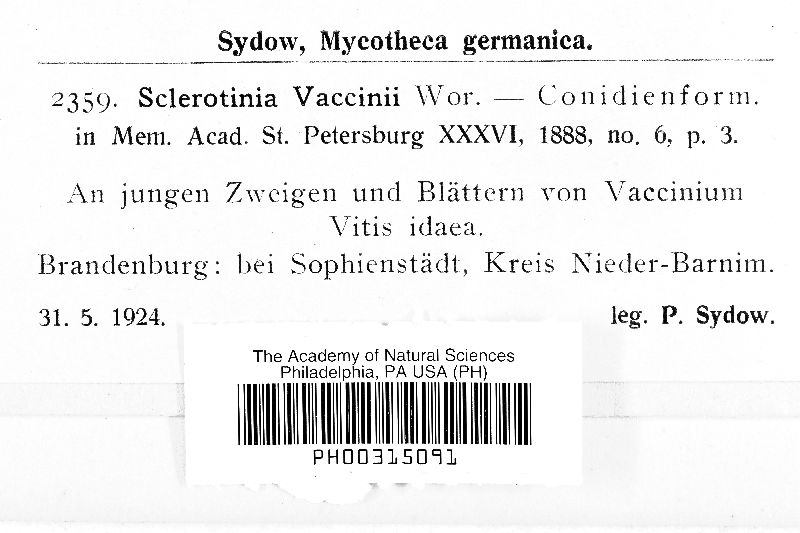 Sydow, Mycotheca germanica.
2359. Sclerotinia Vaccinii Wor. — Conidienform.
in Mem. Acad. St. Petersburg XXXVI, 1888, no. 6, p. 3.
An jungen Zweigen und Blättern von Vaccinium
Vitis idaea.
Brandenburg: bei Sophienstädt, Kreis Nieder-Barnim.
31. 5. 1924. leg. P. Sydow.
The Academy of Natural Sciences
Philadelphia, PA USA (PH)
PH00315091